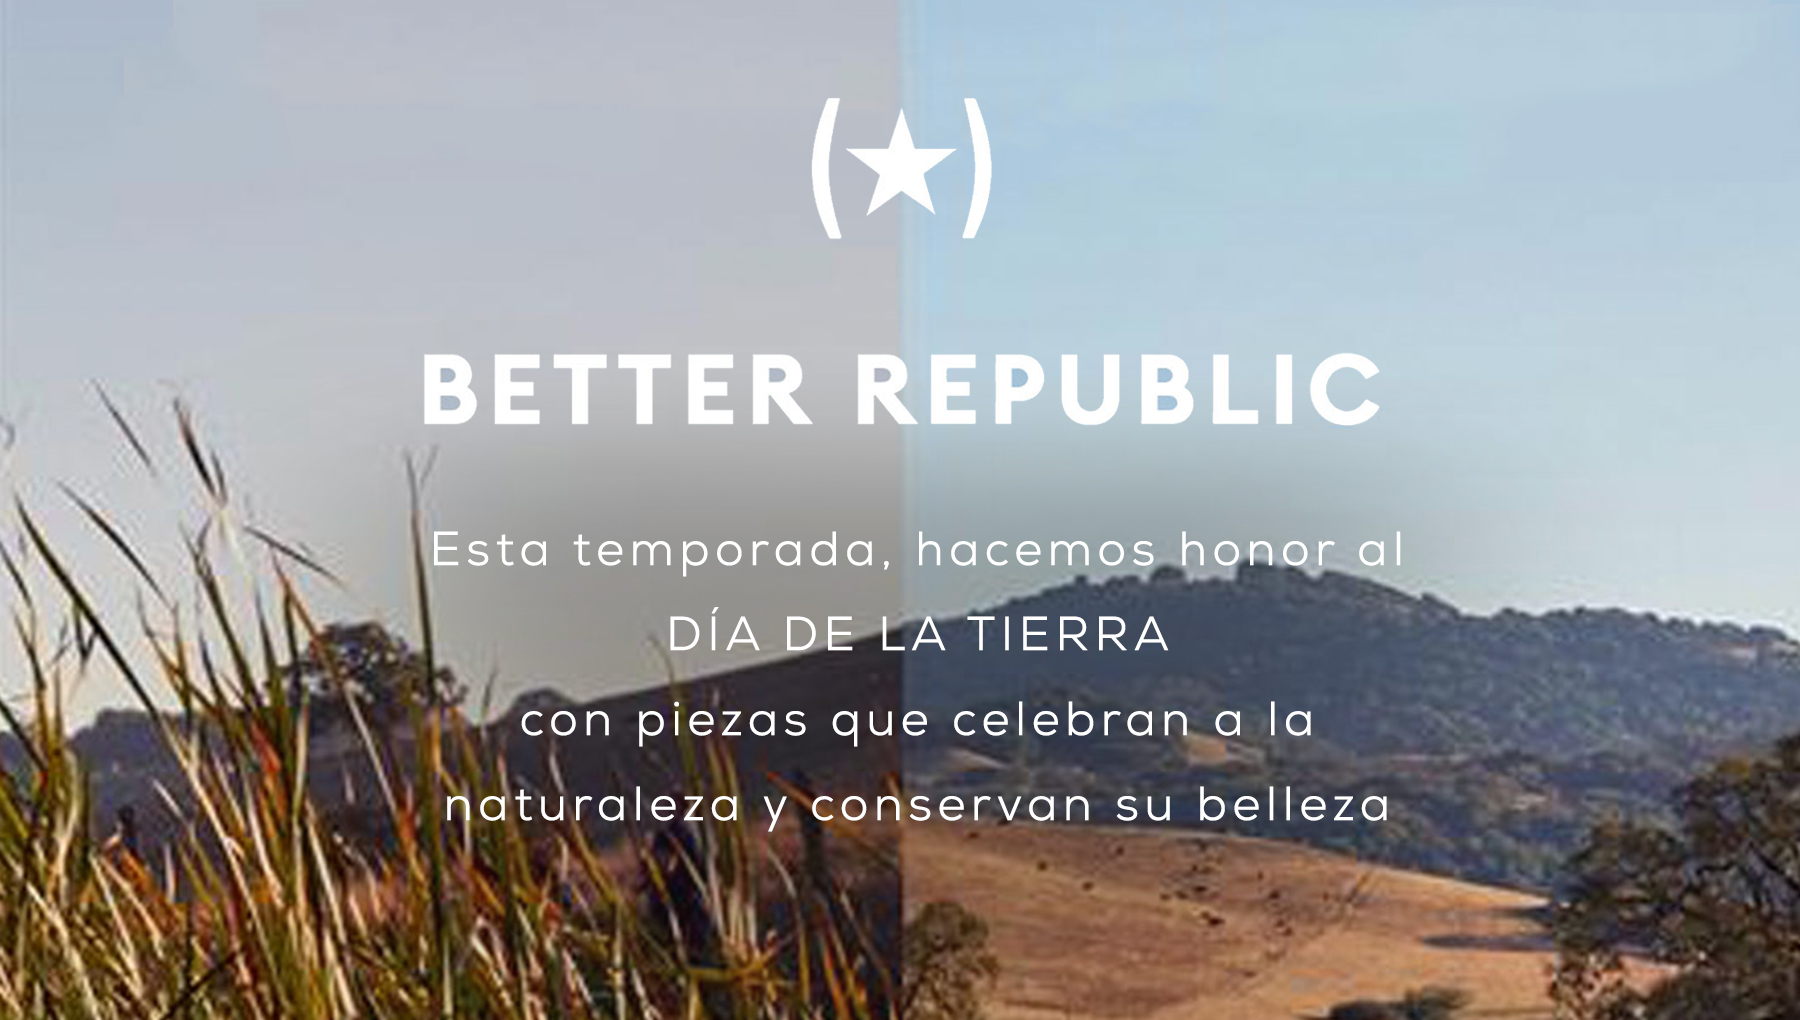 BETTER REPUBLIC
Esta temporada, hacemos honor al
DÍA DE LA TIERRA
con piezas que celebran a la
naturaleza y conservan su belleza